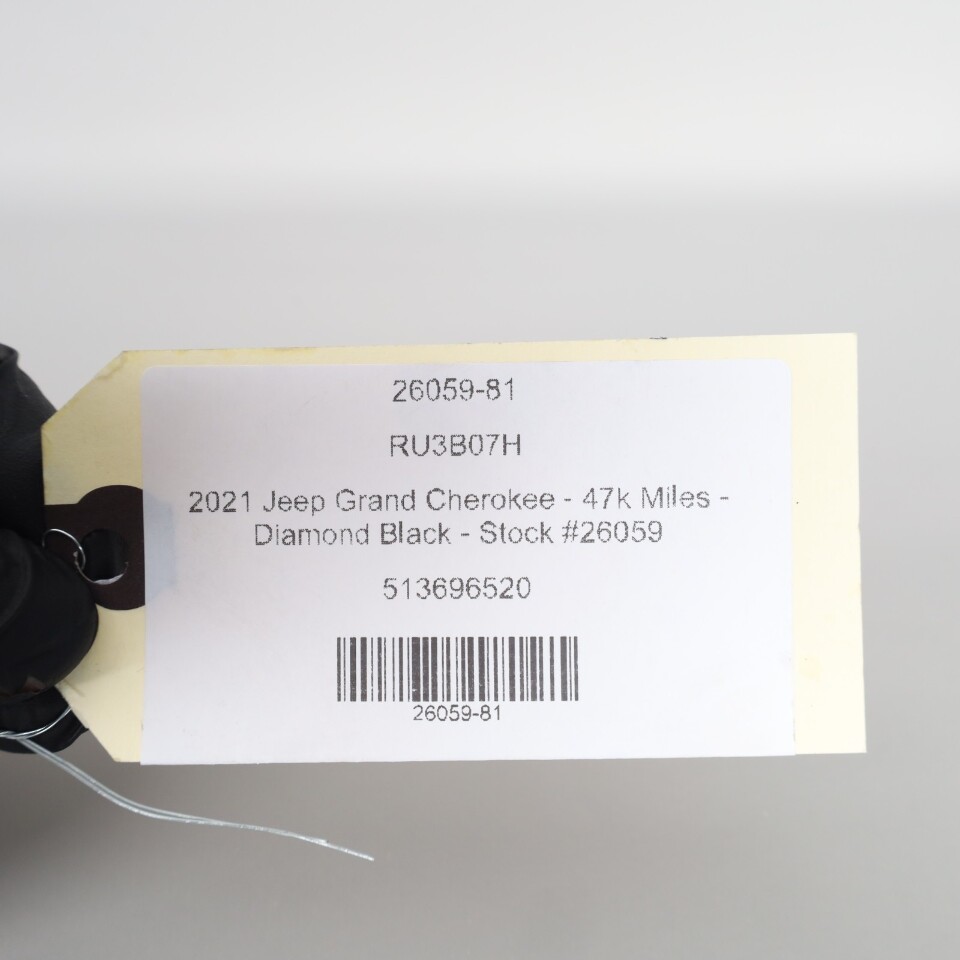 26059-81
RU3B07H
2021 Jeep Grand Cherokee - 47k Miles -
Diamond Black - Stock #26059
513696520
26059-81